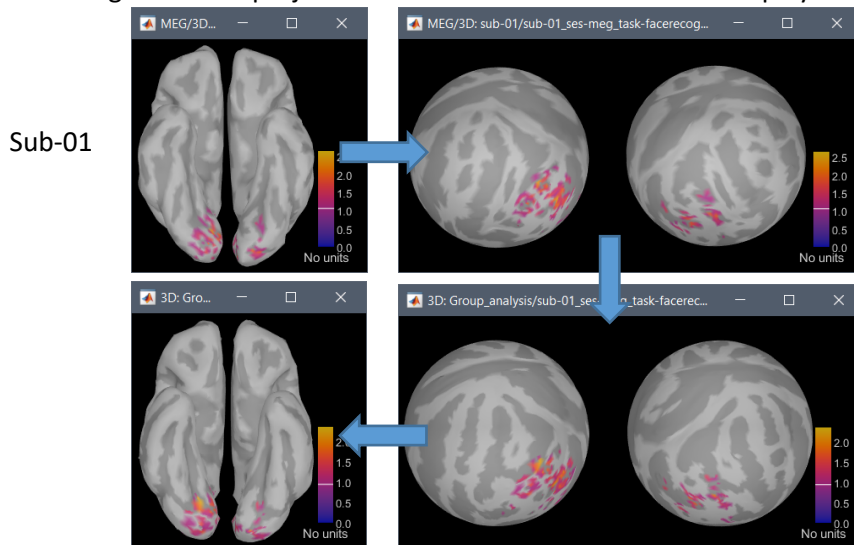 MEG/3D...
MEG/3D: sub-01/sub-01_ses-meg_task-facerecog...
Sub-01
2.0
1.5
1.0
0.5
0.0
No units
2.5
2.0
1.5
1.0
0.5
0.0
No units
3D: Gro...
3D: Group_analysis/sub-01_ses- _task-facerec...
1.5
1.0
0.5
0.0
No units
2.0
1.5
1.0
0.5
0.0
No units